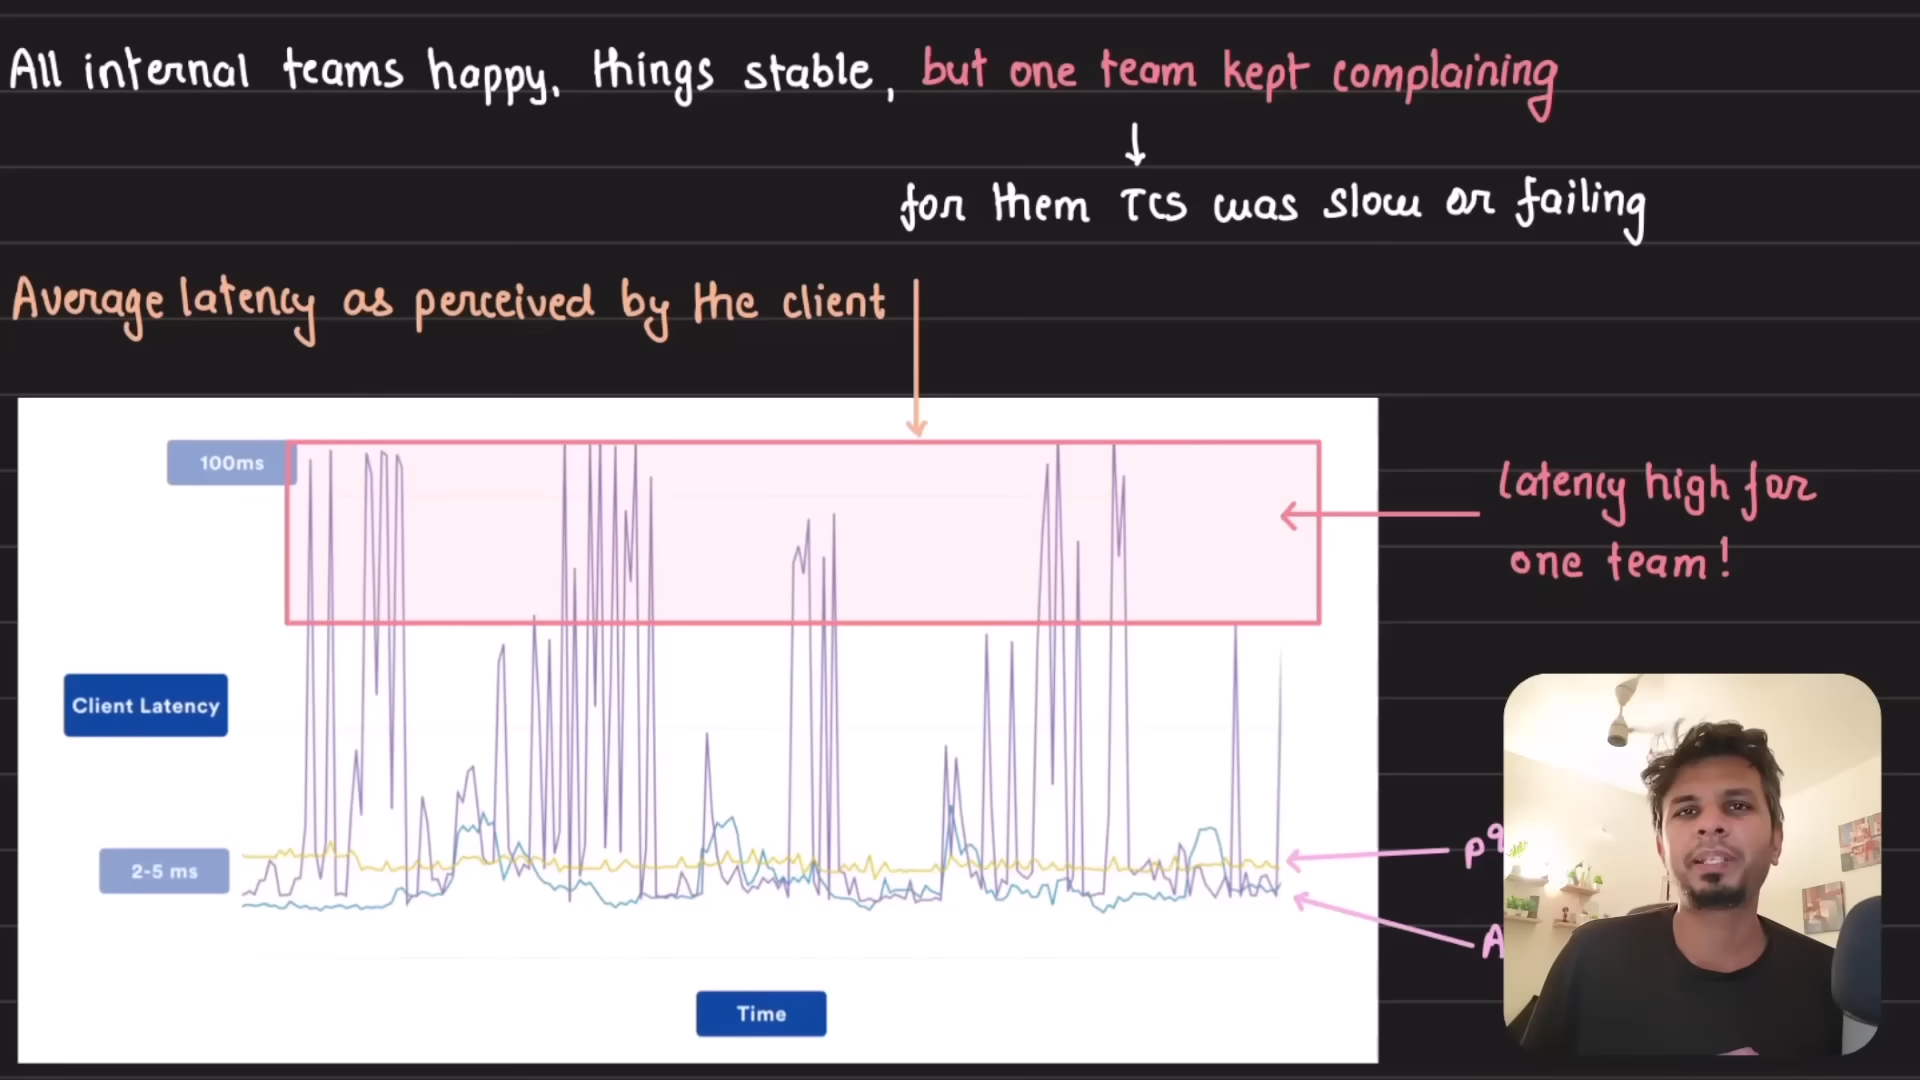 All internal teams happy, things stable, but one team kept complaining
for them TCS was slow or failing
Average latency as perceived by the client
100ms
latency high for
one team!
Client Latency
2-5 ms
Time